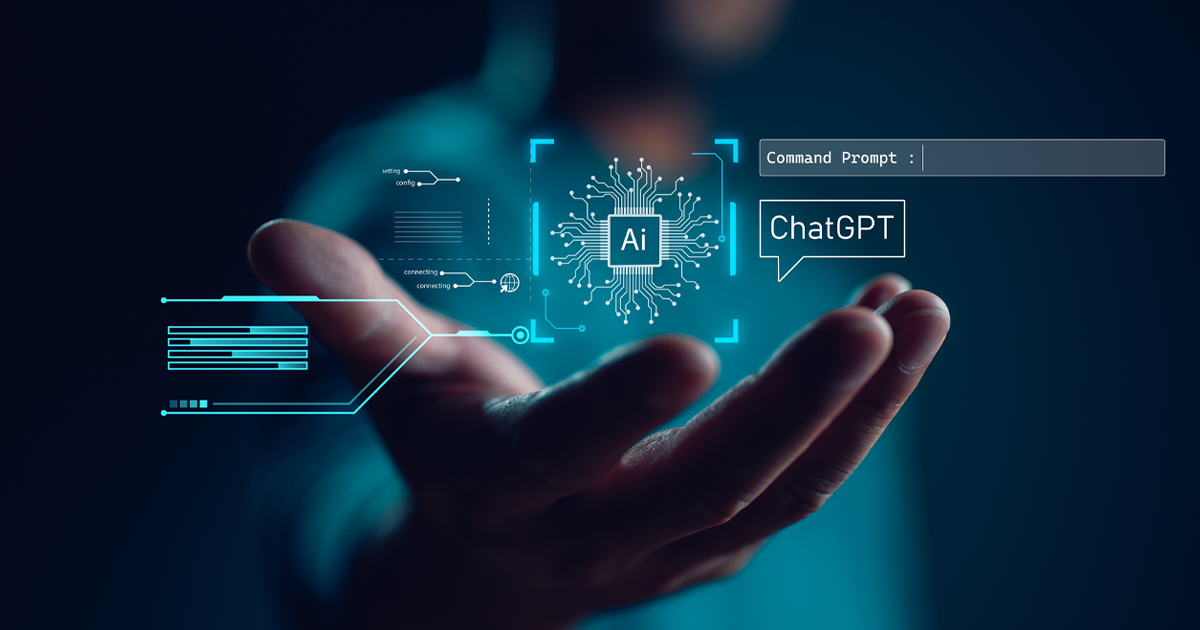 setting
config
connecting
connecting
Ai
Command Prompt :
ChatGPT